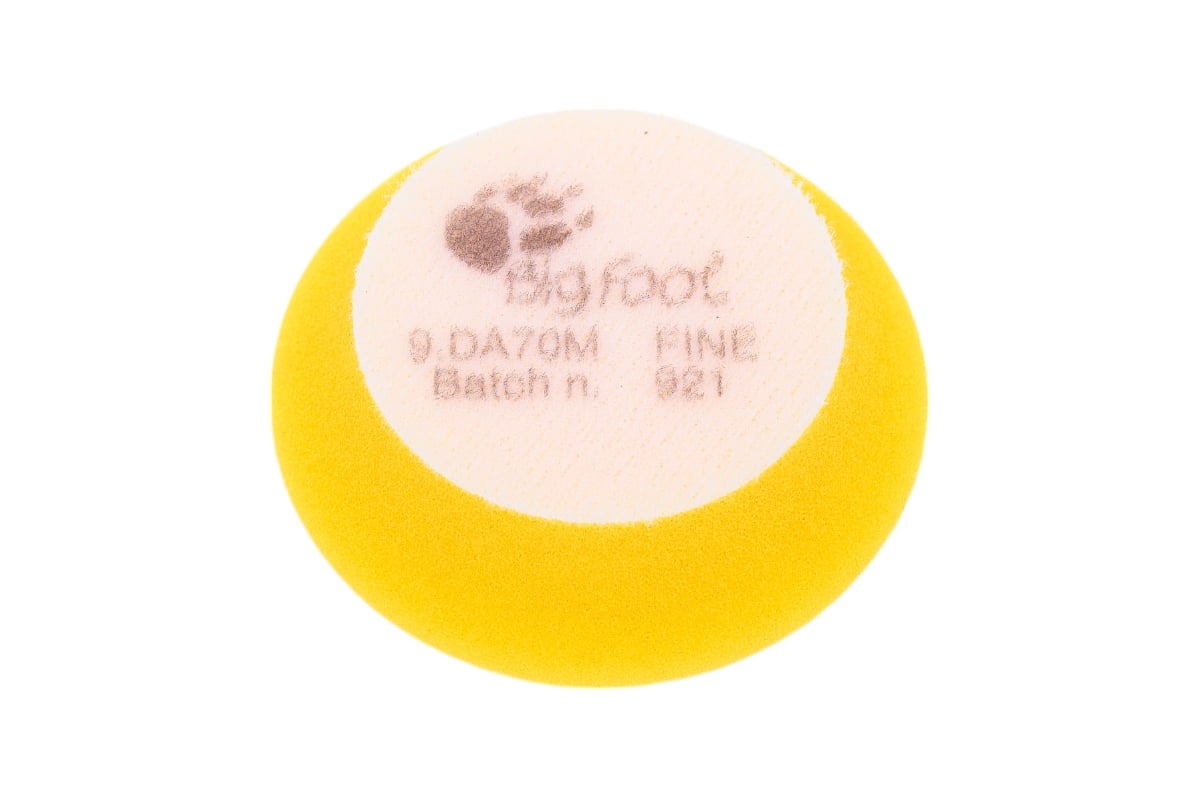 Bigfoot
9.DA70M FINE
Batch n. 921